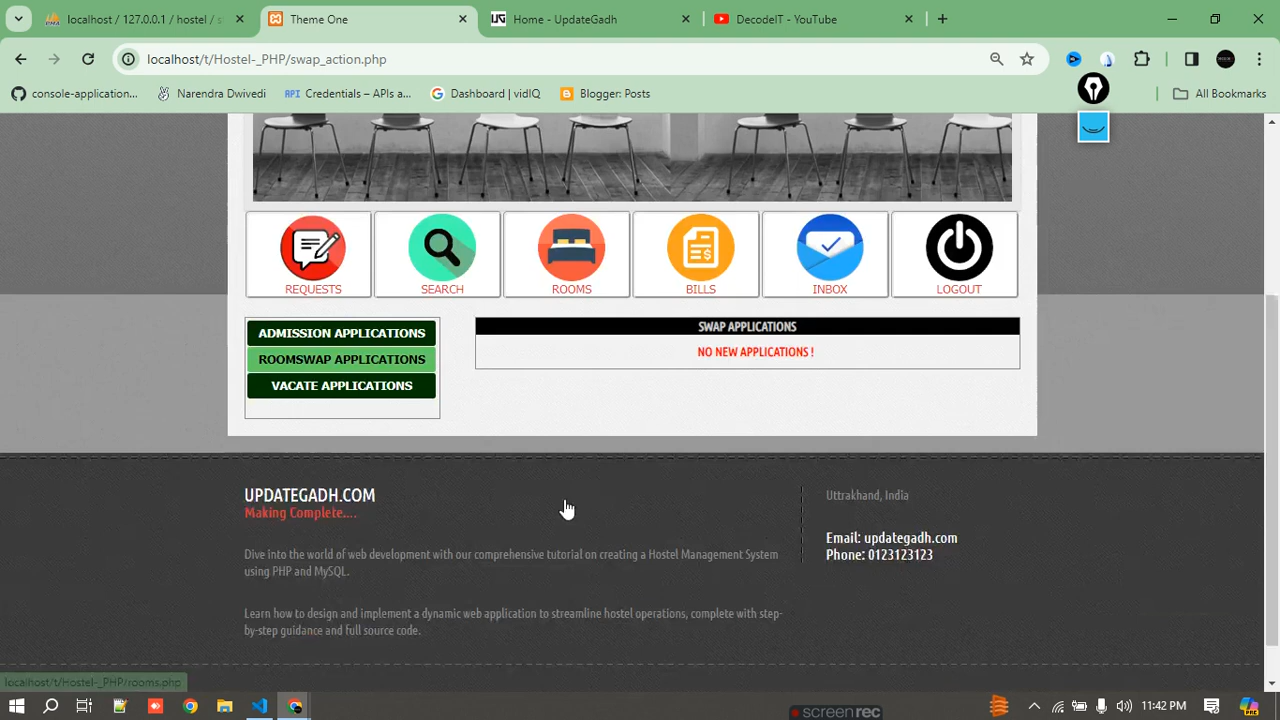 localhost / 127.0.0.1 / hostel / s
Theme One
Home - UpdateGadh
DecodeIT - YouTube
localhost/t/Hostel-_PHP/swap_action.php
console-application...
Narendra Dwivedi
API Credentials – APIs a...
Dashboard | vidIQ
Blogger: Posts
All Bookmarks
REQUESTS
SEARCH
ROOMS
BILLS
INBOX
LOGOUT
ADMISSION APPLICATIONS
ROOMSWAP APPLICATIONS
VACATE APPLICATIONS
SWAP APPLICATIONS
NO NEW APPLICATIONS !
UPDATEGADH.COM
Making Complete....
Dive into the world of web development with our comprehensive tutorial on creating a Hostel Management System
using PHP and MySQL.
Learn how to design and implement a dynamic web application to streamline hostel operations, complete with step-
by-step guidance and full source code.
Uttrakhand, India
Email: updategadh.com
Phone: 0123123123
localhost/t/Hostel-_PHP/rooms.php
screenrec
11:42 PM